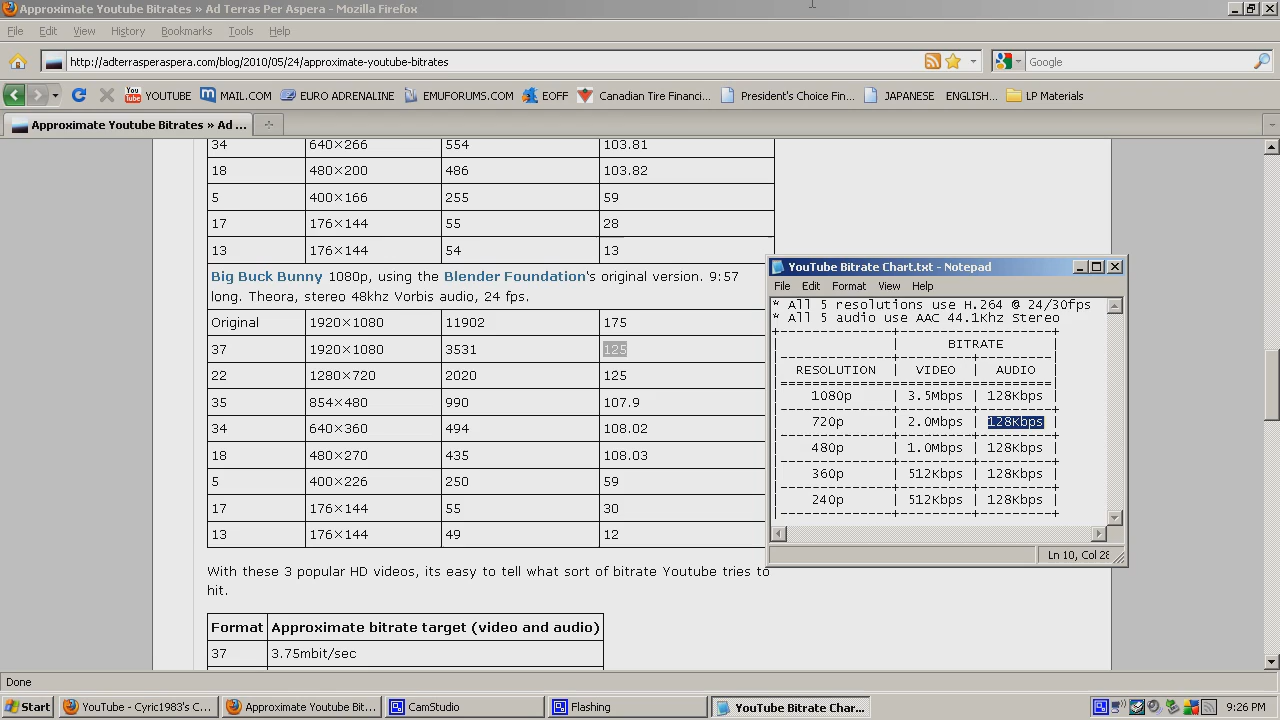 Approximate Youtube Bitrates » Ad Terras Per Aspera - Mozilla Firefox
File Edit View History Bookmarks Tools Help
http://adterrasperaspera.com/blog/2010/05/24/approximate-youtube-bitrates Google
YOUTUBE MAIL.COM EURO ADRENALINE EMUFORUMS.COM EOFF Canadian Tire Financi... President's Choice Fin... JAPANESE ENGLISH... LP Materials
Approximate Youtube Bitrates » Ad ...
34 640×266 554 103.81
18 480×200 486 103.82
5 400×166 255 59
17 176×144 55 28
13 176×144 54 13
Big Buck Bunny 1080p, using the Blender Foundation's original version. 9:57
long. Theora, stereo 48khz Vorbis audio, 24 fps.
Original 1920×1080 11902 175
37 1920×1080 3531 125
22 1280×720 2020 125
35 854×480 990 107.9
34 640×360 494 108.02
18 480×270 435 108.03
5 400×226 250 59
17 176×144 55 30
13 176×144 49 12
With these 3 popular HD videos, its easy to tell what sort of bitrate Youtube tries to
hit.
Format Approximate bitrate target (video and audio)
37 3.75mbit/sec
YouTube Bitrate Chart.txt - Notepad
File Edit Format View Help
* All 5 resolutions use H.264 @ 24/30fps
* All 5 audio use AAC 44.1Khz Stereo
BITRATE
RESOLUTION | VIDEO | AUDIO
1080p | 3.5Mbps | 128Kbps
720p | 2.0Mbps | 128Kbps
480p | 1.0Mbps | 128Kbps
360p | 512Kbps | 128Kbps
240p | 512Kbps | 128Kbps
Ln 10, Col 28
Done
Start YouTube - Cyric1983's C... Approximate Youtube Bit... CamStudio Flashing YouTube Bitrate Char... 9:26 PM